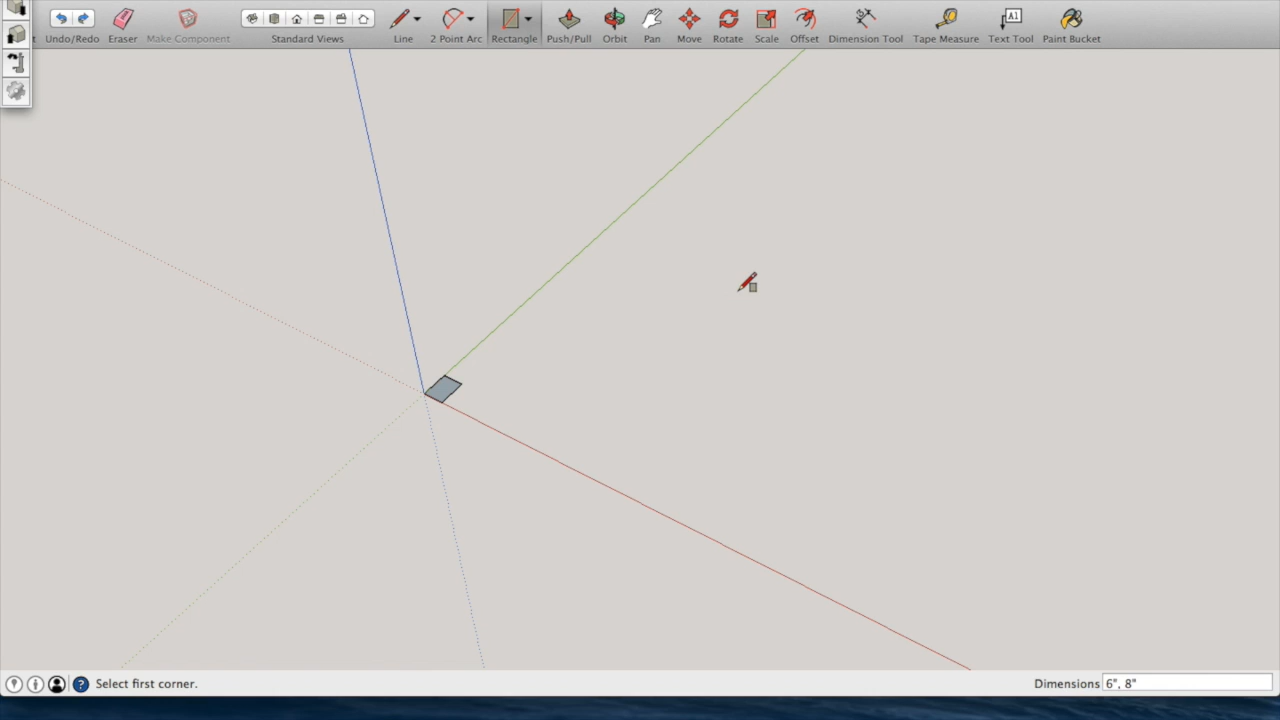 Undo/Redo
Eraser
Make Component
Standard Views
Line
2 Point Arc
Rectangle
Push/Pull
Orbit
Pan
Move
Rotate
Scale
Offset
Dimension Tool
Tape Measure
A1
Text Tool
Paint Bucket
? Select first corner.
Dimensions 6", 8"